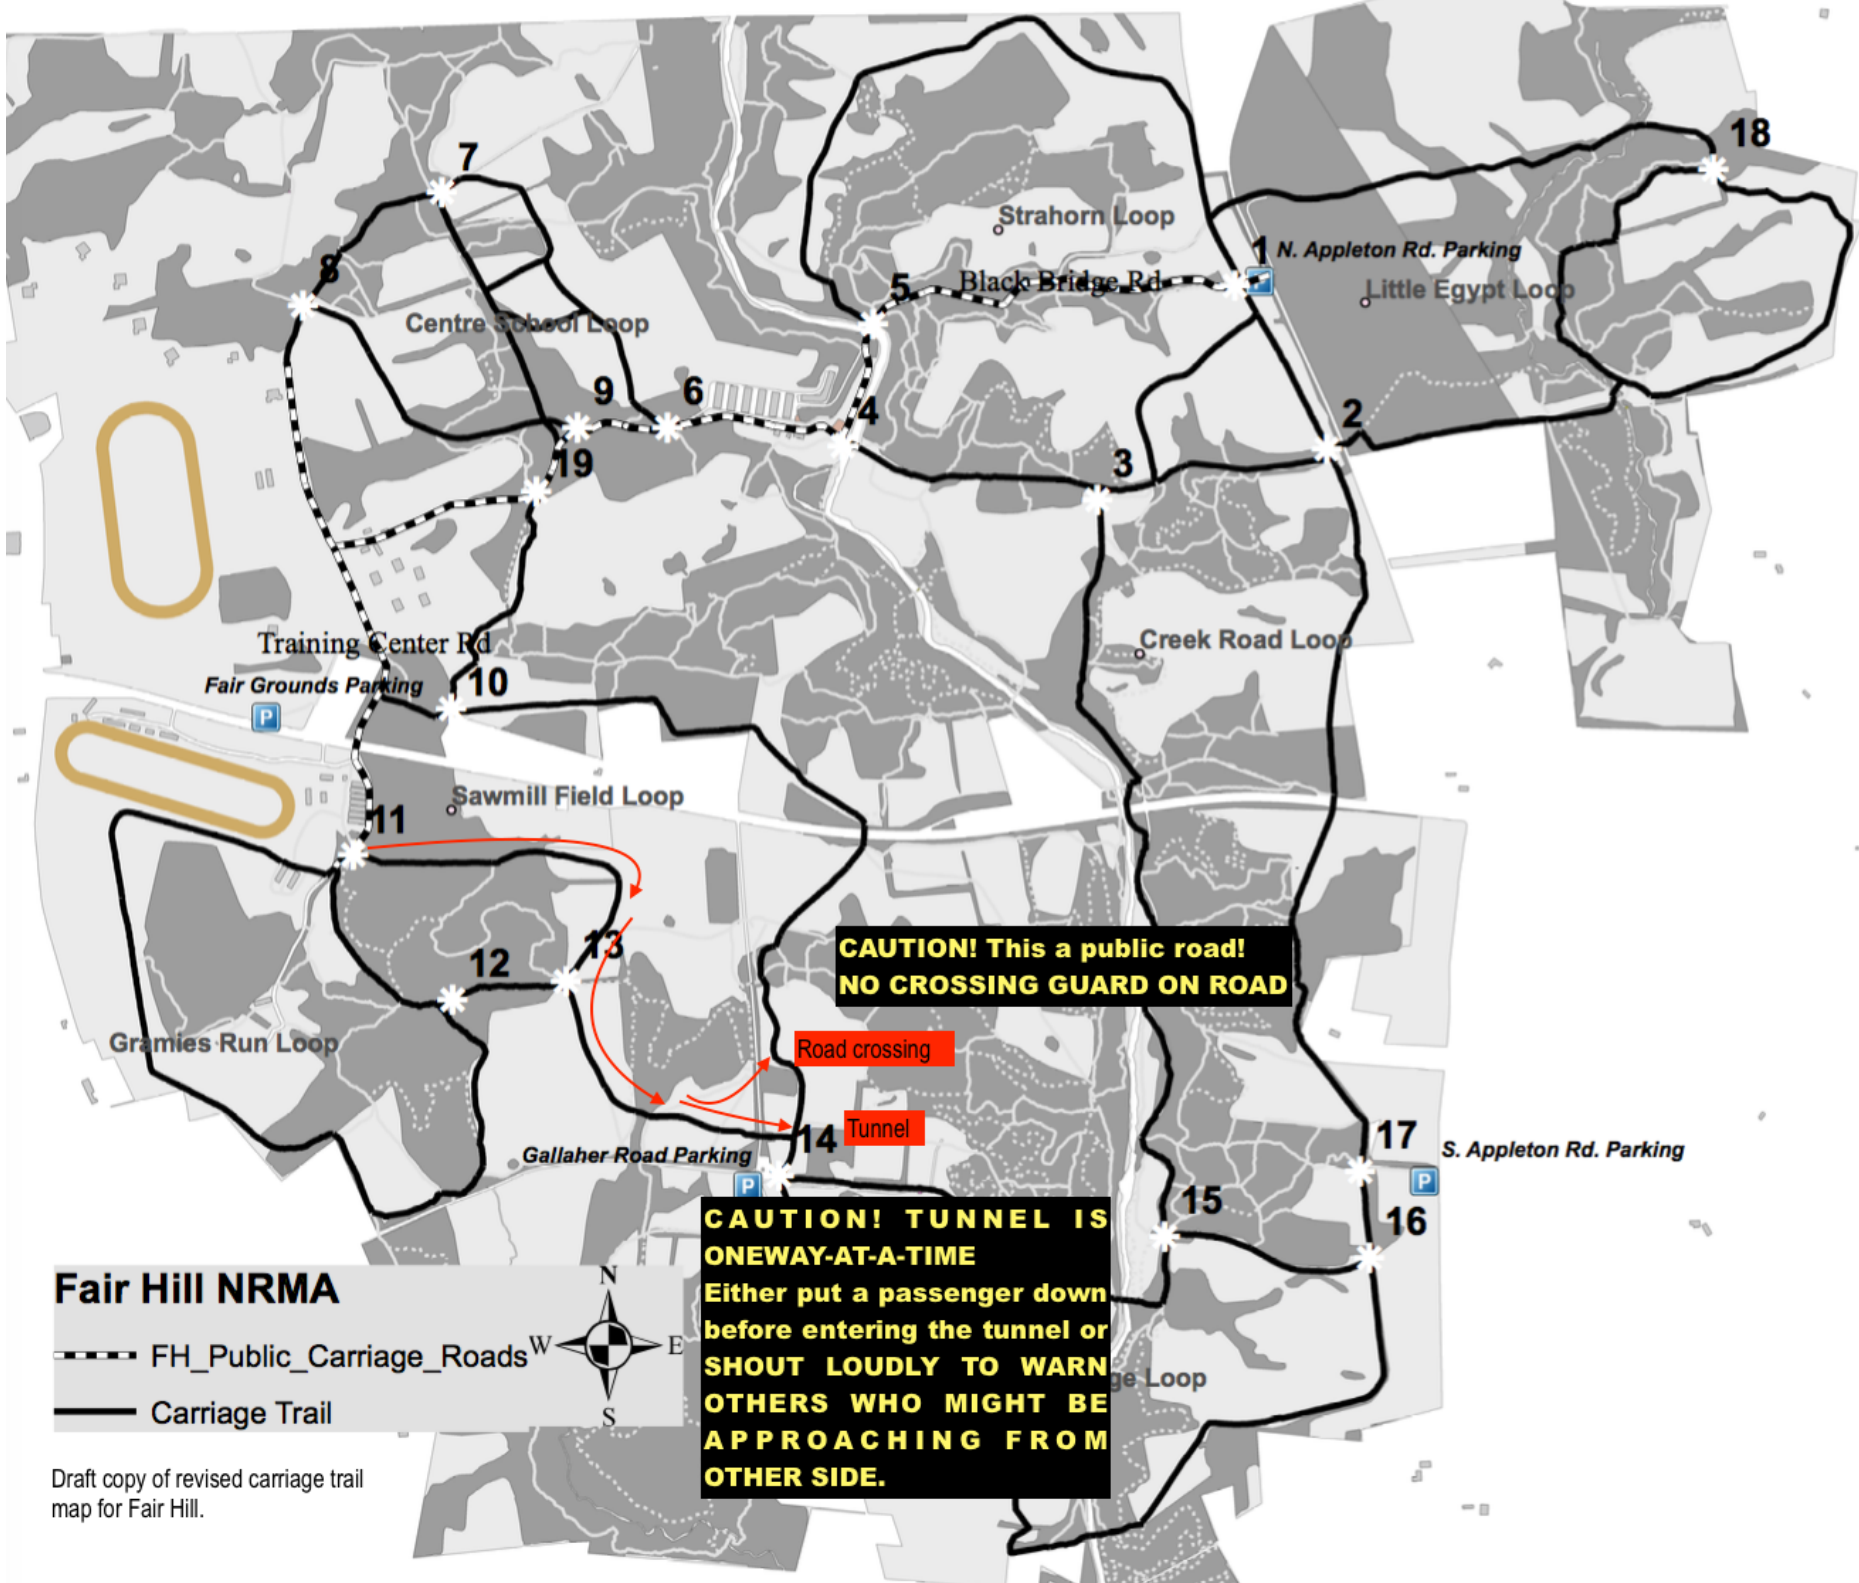 18
7
Strahorn Loop
1
N. Appleton Rd. Parking
8
5
Black Bridge Rd
Little Egypt Loop
Centre School Loop
9
6
4
2
19
3
Training Center Rd
Creek Road Loop
Fair Grounds Parking
10
P
Sawmill Field Loop
11
13
12
CAUTION! This a public road!
NO CROSSING GUARD ON ROAD
Gramies Run Loop
Road crossing
Tunnel
14
17
Gallaher Road Parking
S. Appleton Rd. Parking
P
P
15
16
CAUTION! TUNNEL IS
ONEWAY-AT-A-TIME
Either put a passenger down
before entering the tunnel or
SHOUT LOUDLY TO WARN
OTHERS WHO MIGHT BE
APPROACHING FROM
OTHER SIDE.
ge Loop
Fair Hill NRMA
FH_Public_Carriage_Roads
Carriage Trail
N
W
E
S
Draft copy of revised carriage trail
map for Fair Hill.